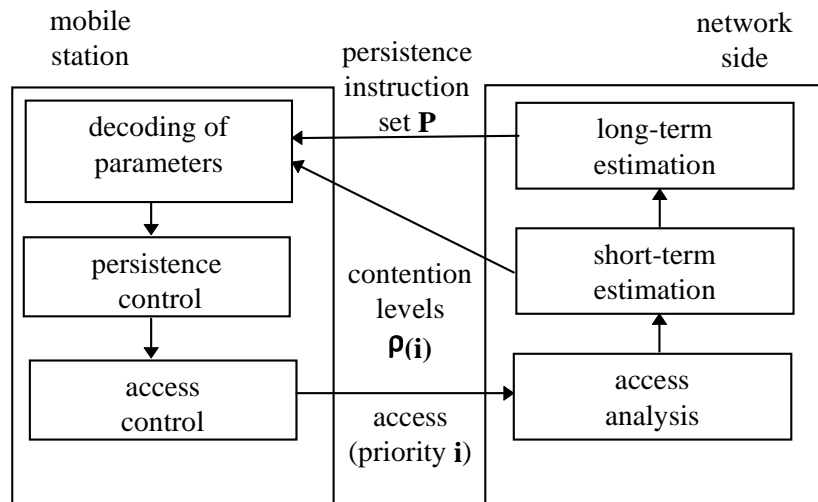 mobile
station
persistence
instruction
set P
network
side
decoding of
parameters
long-term
estimation
persistence
control
contention
levels
ρ(i)
short-term
estimation
access
control
access
(priority i)
access
analysis